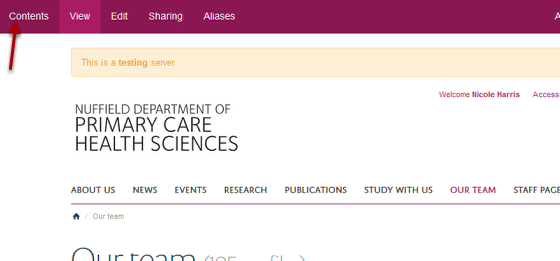 Contents View Edit Sharing Aliases
This is a testing server
Welcome Nicole Harris Access
NUFFIELD DEPARTMENT OF
PRIMARY CARE
HEALTH SCIENCES
ABOUT US NEWS EVENTS RESEARCH PUBLICATIONS STUDY WITH US OUR TEAM STAFF PAGE
/ Our team
Our team